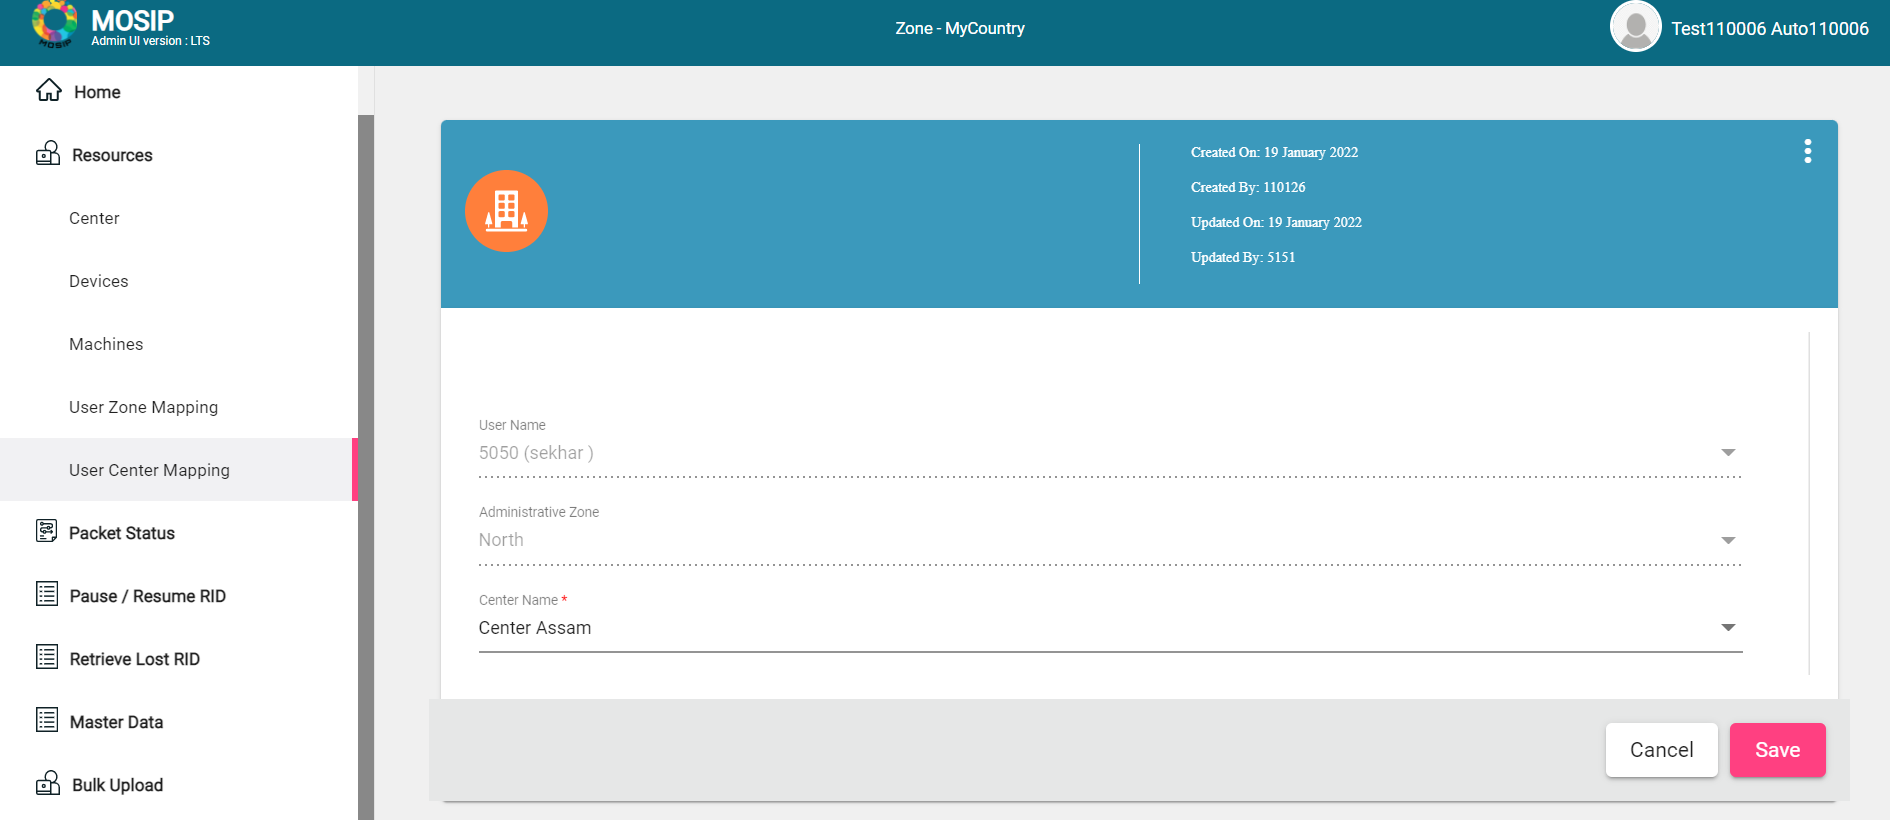 MOSIP
Admin UI version : LTS
MOSIP
Zone - MyCountry
Test110006 Auto110006
Home
Resources
Center
Devices
Machines
User Zone Mapping
User Center Mapping
Packet Status
Pause / Resume RID
Retrieve Lost RID
Master Data
Bulk Upload
Created On: 19 January 2022
Created By: 110126
Updated On: 19 January 2022
Updated By: 5151
User Name
5050 (sekhar )
Administrative Zone
North
Center Name *
Center Assam
Cancel
Save